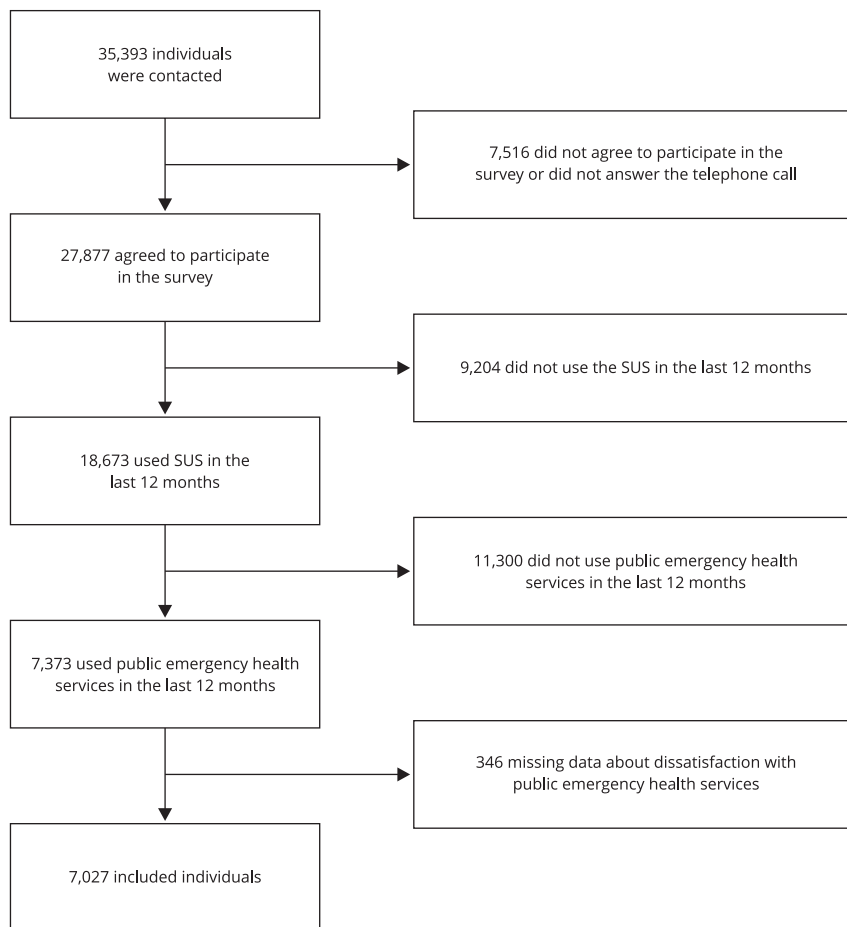 35,393 individuals
were contacted
7,516 did not agree to participate in the
survey or did not answer the telephone call
27,877 agreed to participate
in the survey
9,204 did not use the SUS in the last 12 months
18,673 used SUS in the
last 12 months
11,300 did not use public emergency health
services in the last 12 months
7,373 used public emergency health
services in the last 12 months
346 missing data about dissatisfaction with
public emergency health services
7,027 included individuals